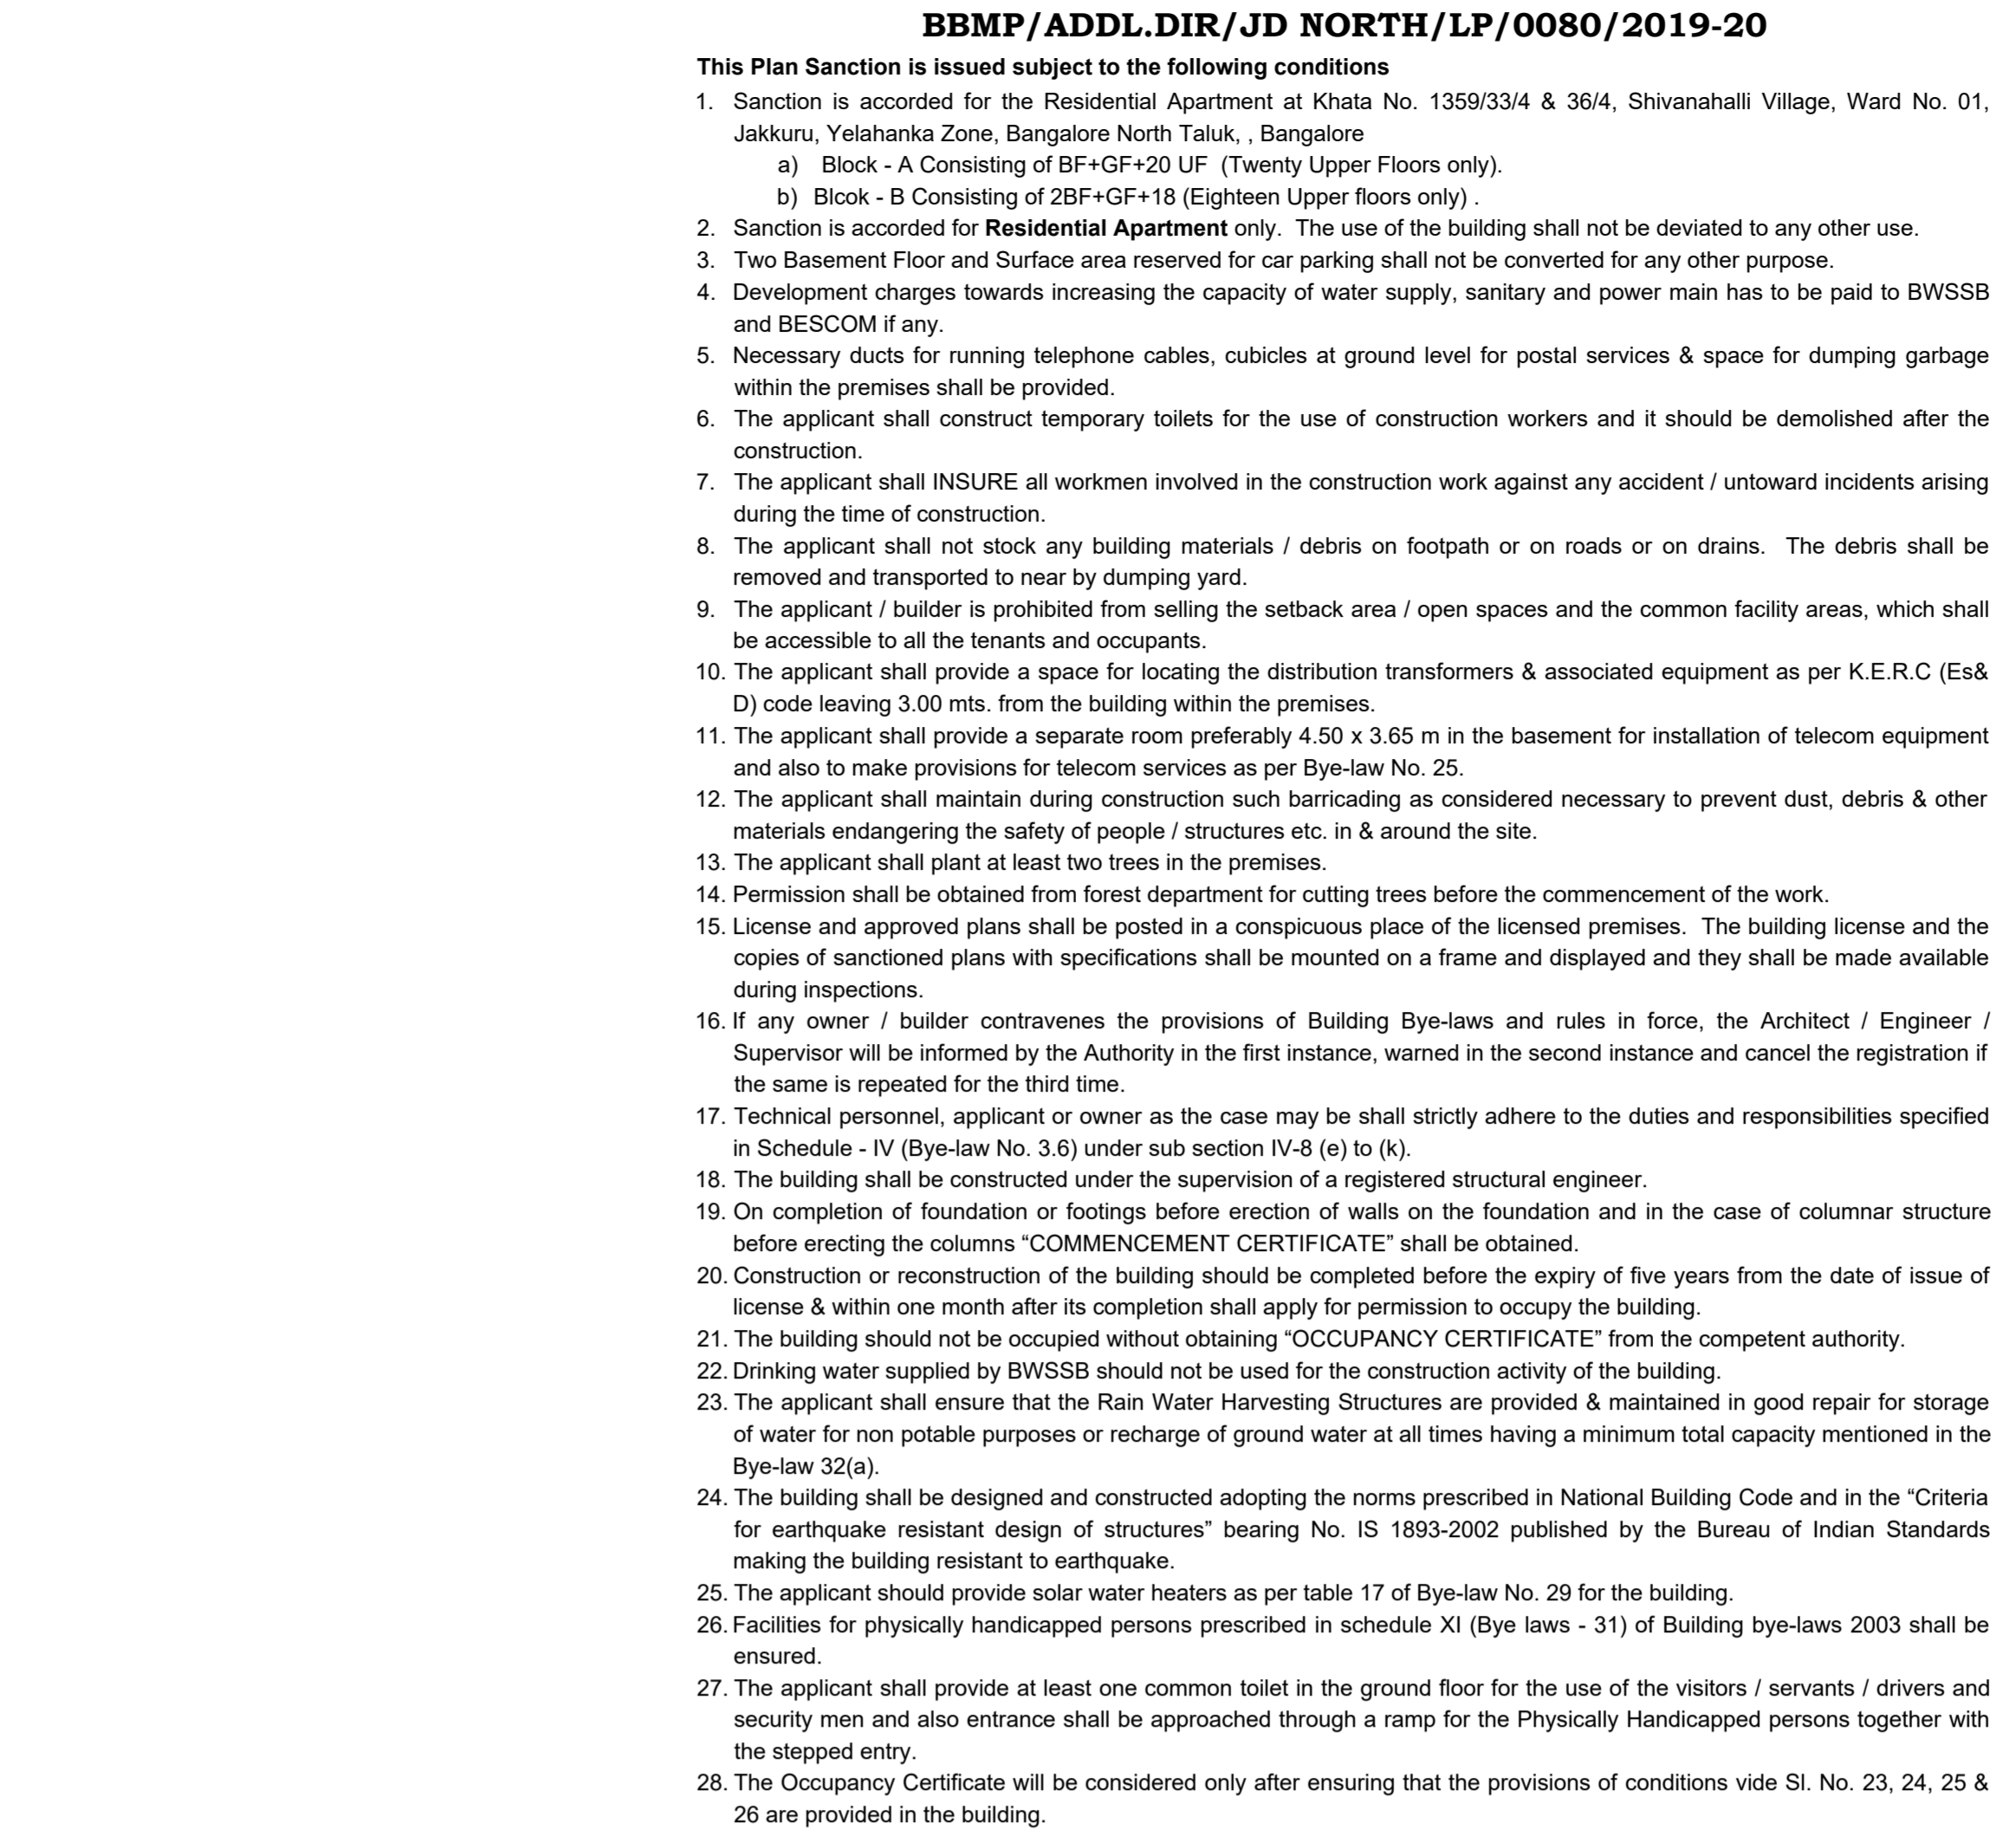 BBMP/ADDL.DIR/JD NORTH/LP/0080/2019-20
This Plan Sanction is issued subject to the following conditions
1. Sanction is accorded for the Residential Apartment at Khata No. 1359/33/4 & 36/4, Shivanahalli Village, Ward No. 01,
Jakkuru, Yelahanka Zone, Bangalore North Taluk, , Bangalore
a) Block - A Consisting of BF+GF+20 UF (Twenty Upper Floors only).
b) Blcok - B Consisting of 2BF+GF+18 (Eighteen Upper floors only) .
2. Sanction is accorded for Residential Apartment only. The use of the building shall not be deviated to any other use.
3. Two Basement Floor and Surface area reserved for car parking shall not be converted for any other purpose.
4. Development charges towards increasing the capacity of water supply, sanitary and power main has to be paid to BWSSB
and BESCOM if any.
5. Necessary ducts for running telephone cables, cubicles at ground level for postal services & space for dumping garbage
within the premises shall be provided.
6. The applicant shall construct temporary toilets for the use of construction workers and it should be demolished after the
construction.
7. The applicant shall INSURE all workmen involved in the construction work against any accident / untoward incidents arising
during the time of construction.
8. The applicant shall not stock any building materials / debris on footpath or on roads or on drains. The debris shall be
removed and transported to near by dumping yard.
9. The applicant / builder is prohibited from selling the setback area / open spaces and the common facility areas, which shall
be accessible to all the tenants and occupants.
10. The applicant shall provide a space for locating the distribution transformers & associated equipment as per K.E.R.C (Es&
D) code leaving 3.00 mts. from the building within the premises.
11. The applicant shall provide a separate room preferably 4.50 x 3.65 m in the basement for installation of telecom equipment
and also to make provisions for telecom services as per Bye-law No. 25.
12. The applicant shall maintain during construction such barricading as considered necessary to prevent dust, debris & other
materials endangering the safety of people / structures etc. in & around the site.
13. The applicant shall plant at least two trees in the premises.
14. Permission shall be obtained from forest department for cutting trees before the commencement of the work.
15. License and approved plans shall be posted in a conspicuous place of the licensed premises. The building license and the
copies of sanctioned plans with specifications shall be mounted on a frame and displayed and they shall be made available
during inspections.
16. If any owner / builder contravenes the provisions of Building Bye-laws and rules in force, the Architect / Engineer /
Supervisor will be informed by the Authority in the first instance, warned in the second instance and cancel the registration if
the same is repeated for the third time.
17. Technical personnel, applicant or owner as the case may be shall strictly adhere to the duties and responsibilities specified
in Schedule - IV (Bye-law No. 3.6) under sub section IV-8 (e) to (k).
18. The building shall be constructed under the supervision of a registered structural engineer.
19. On completion of foundation or footings before erection of walls on the foundation and in the case of columnar structure
before erecting the columns “COMMENCEMENT CERTIFICATE” shall be obtained.
20. Construction or reconstruction of the building should be completed before the expiry of five years from the date of issue of
license & within one month after its completion shall apply for permission to occupy the building.
21. The building should not be occupied without obtaining “OCCUPANCY CERTIFICATE” from the competent authority.
22. Drinking water supplied by BWSSB should not be used for the construction activity of the building.
23. The applicant shall ensure that the Rain Water Harvesting Structures are provided & maintained in good repair for storage
of water for non potable purposes or recharge of ground water at all times having a minimum total capacity mentioned in the
Bye-law 32(a).
24. The building shall be designed and constructed adopting the norms prescribed in National Building Code and in the “Criteria
for earthquake resistant design of structures” bearing No. IS 1893-2002 published by the Bureau of Indian Standards
making the building resistant to earthquake.
25. The applicant should provide solar water heaters as per table 17 of Bye-law No. 29 for the building.
26. Facilities for physically handicapped persons prescribed in schedule XI (Bye laws - 31) of Building bye-laws 2003 shall be
ensured.
27. The applicant shall provide at least one common toilet in the ground floor for the use of the visitors / servants / drivers and
security men and also entrance shall be approached through a ramp for the Physically Handicapped persons together with
the stepped entry.
28. The Occupancy Certificate will be considered only after ensuring that the provisions of conditions vide Sl. No. 23, 24, 25 &
26 are provided in the building.